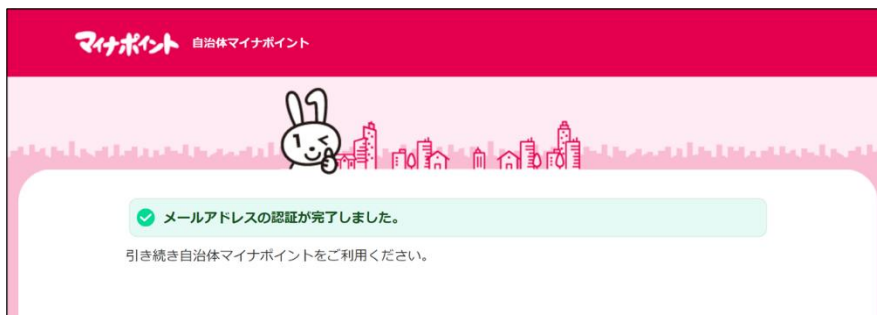 マイナポイント 自治体マイナポイント
メールアドレスの認証が完了しました。
引き続き自治体マイナポイントをご利用ください。